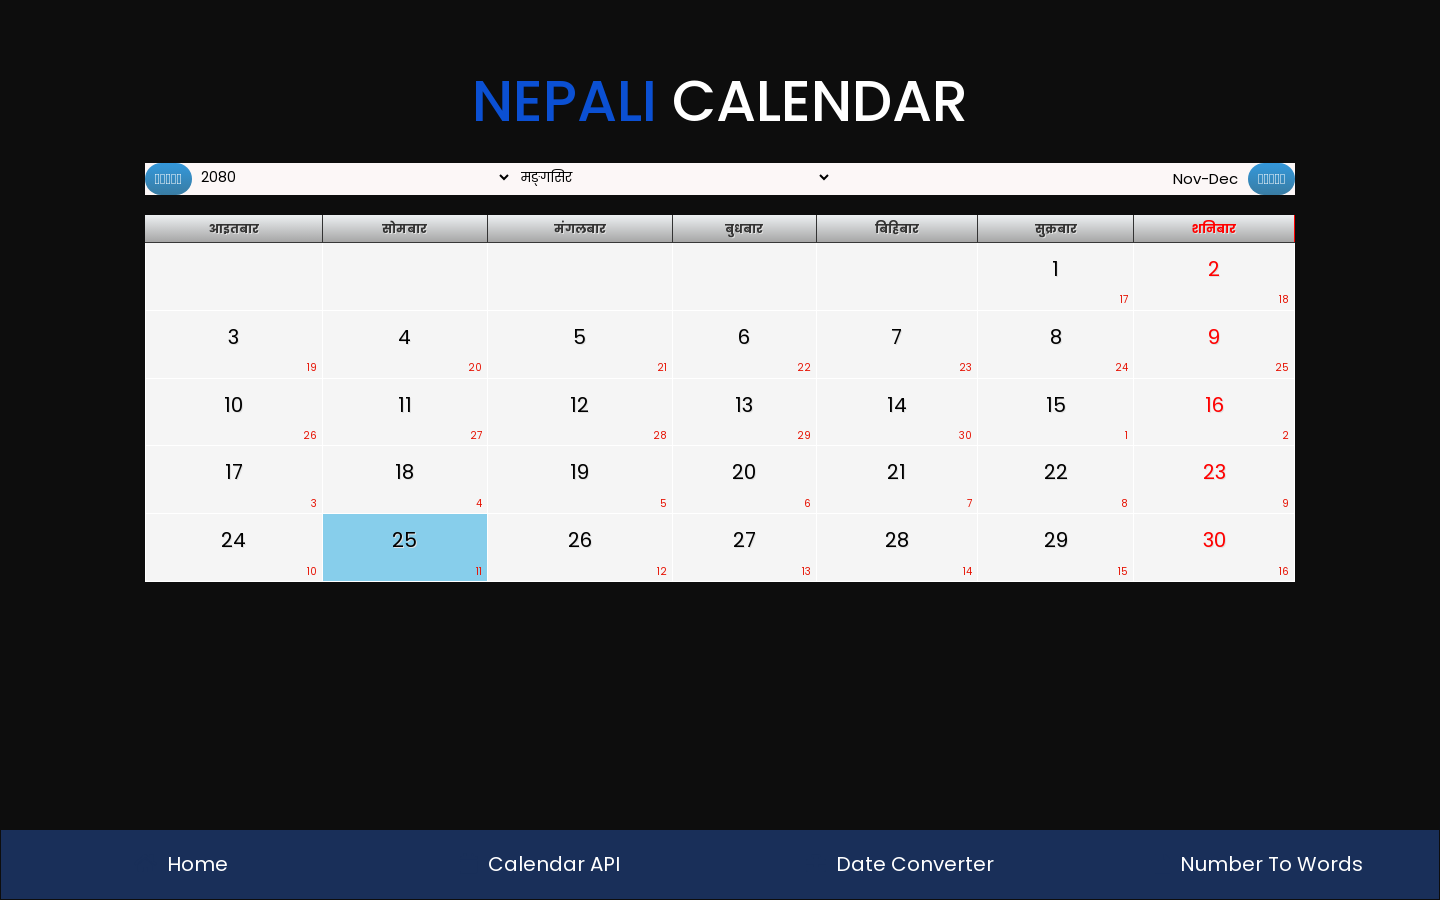 NEPALI CALENDAR
2080 मङ्गसिर Nov-Dec
आइतबार सोमबार मंगलबार बुधबार बिहिबार सुक्रबार शनिबार
1 2
17 18
3 4 5 6 7 8 9
19 20 21 22 23 24 25
10 11 12 13 14 15 16
26 27 28 29 30 1 2
17 18 19 20 21 22 23
3 4 5 6 7 8 9
24 25 26 27 28 29 30
10 11 12 13 14 15 16
Home Calendar API Date Converter Number To Words